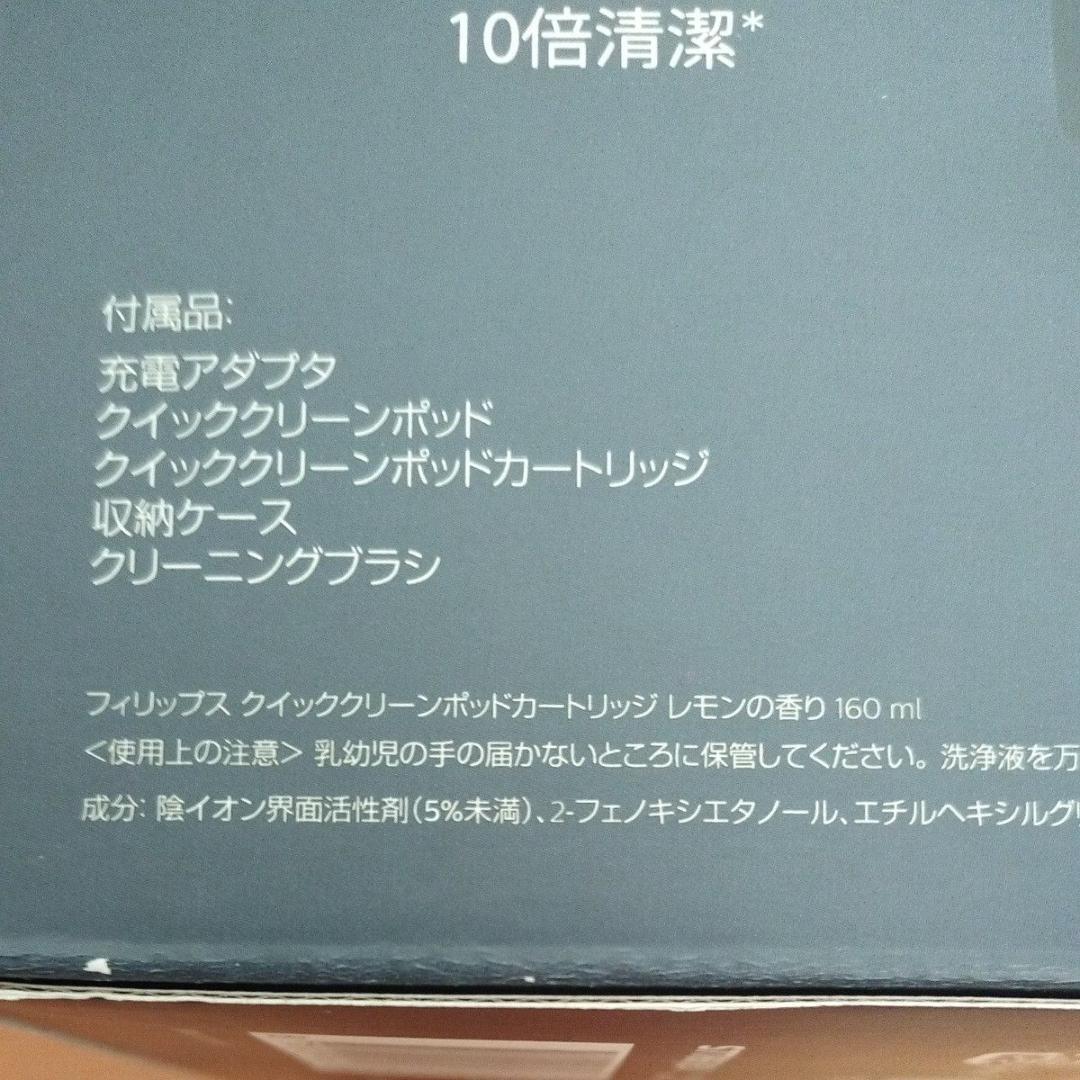 10倍清潔*
付属品:
充電アダプタ
クイッククリーンポッド
クイッククリーンポッドカートリッジ
収納ケース
クリーニングブラシ
フィリップス クイッククリーンポッドカートリッジ レモンの香り 160 ml
<使用上の注意> 乳幼児の手の届かないところに保管してください。洗浄液を万
成分: 陰イオン界面活性剤(5%未満)、2-フェノキシエタノール、エチルヘキシルグリ